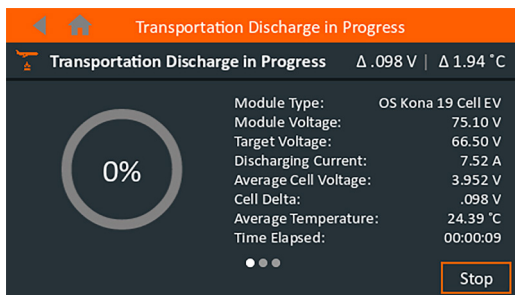 Transportation Discharge in Progress
Transportation Discharge in Progress Δ .098 V | Δ 1.94 ˚C
Module Type: OS Kona 19 Cell EV
Module Voltage: 75.10 V
Target Voltage: 66.50 V
Discharging Current: 7.52 A
Average Cell Voltage: 3.952 V
Cell Delta: .098 V
Average Temperature: 24.39 ˚C
Time Elapsed: 00:00:09
0%
Stop